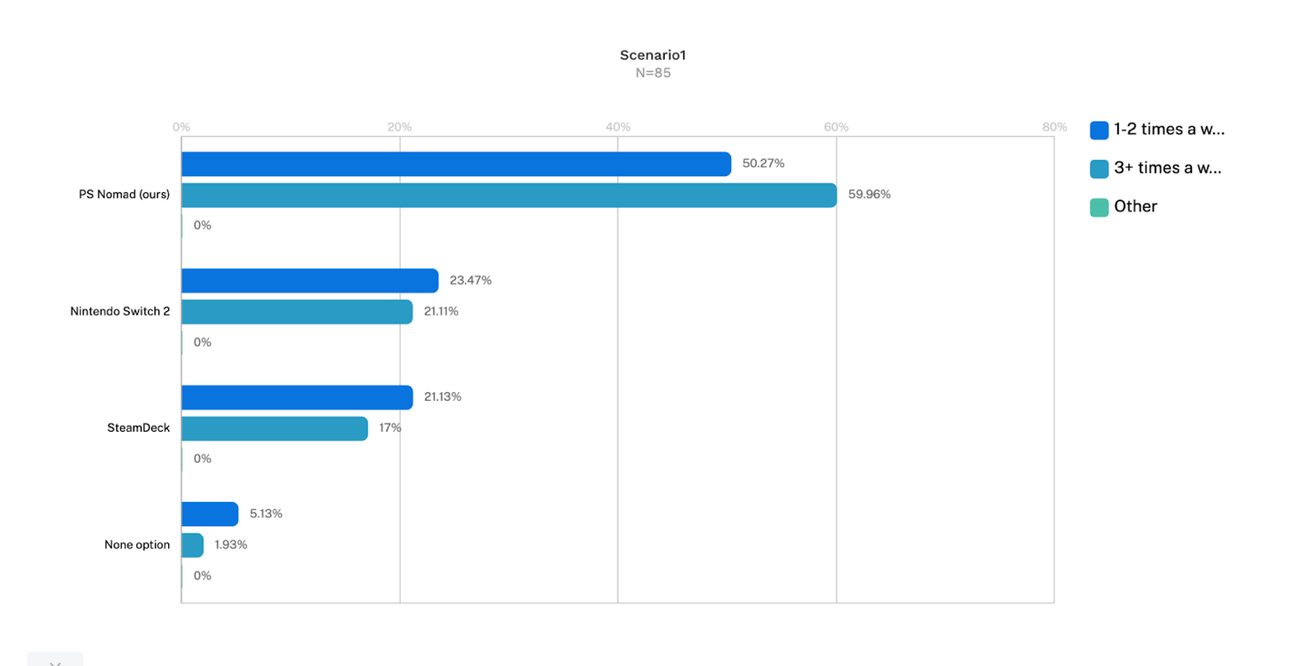 Scenario1
N=85
0% 20% 40% 60% 80%
1-2 times a w...
3+ times a w...
Other
50.27%
PS Nomad (ours)
59.96%
0%
23.47%
Nintendo Switch 2
21.11%
0%
21.13%
SteamDeck
17%
0%
5.13%
None option
1.93%
0%